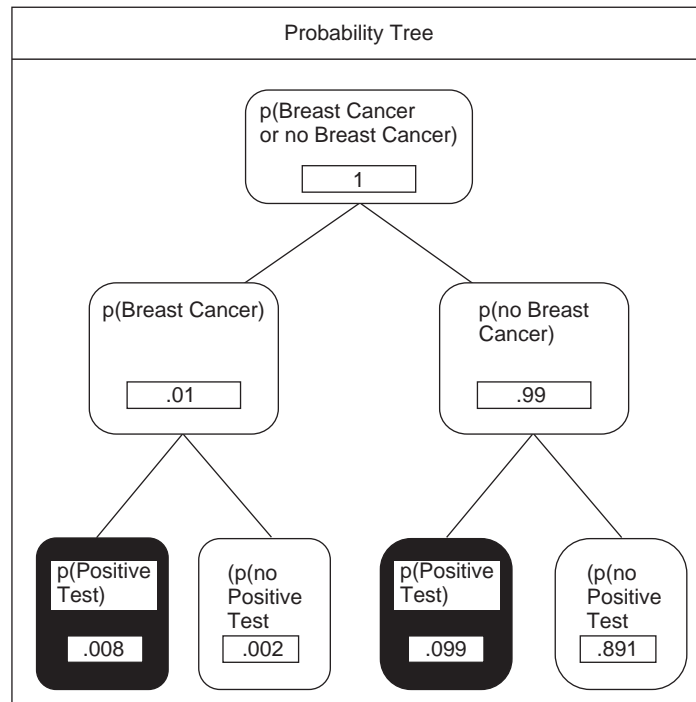 Probability Tree
p(Breast Cancer
or no Breast Cancer)
1
p(Breast Cancer)
.01
p(no Breast
Cancer)
.99
p(Positive
Test)
.008
(p(no
Positive
Test
.002
p(Positive
Test)
.099
(p(no
Positive
Test
.891